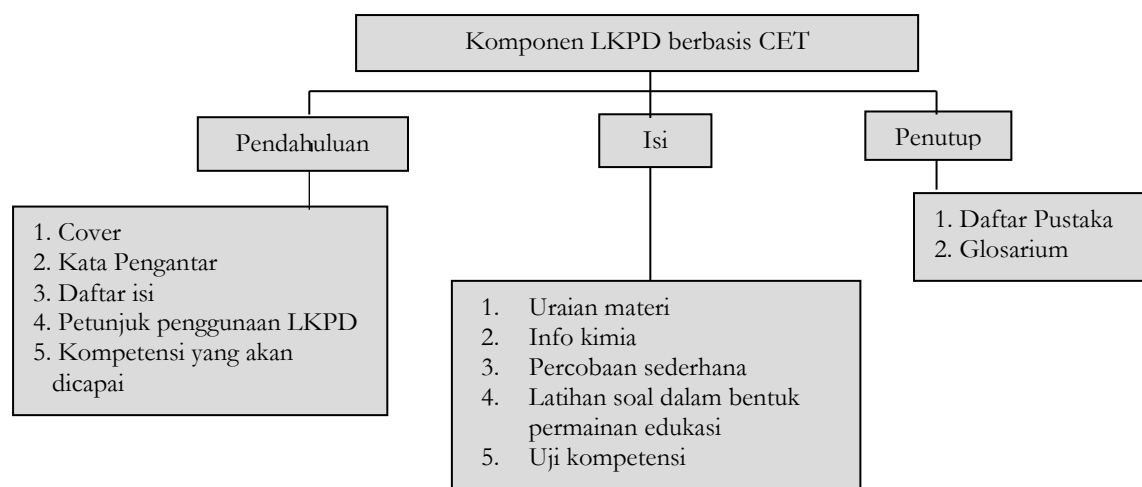 Komponen LKPD berbasis CET
Pendahuluan
Isi
Penutup
1. Cover
2. Kata Pengantar
3. Daftar isi
4. Petunjuk penggunaan LKPD
5. Kompetensi yang akan
dicapai
1. Uraian materi
2. Info kimia
3. Percobaan sederhana
4. Latihan soal dalam bentuk
permainan edukasi
5. Uji kompetensi
1. Daftar Pustaka
2. Glosarium